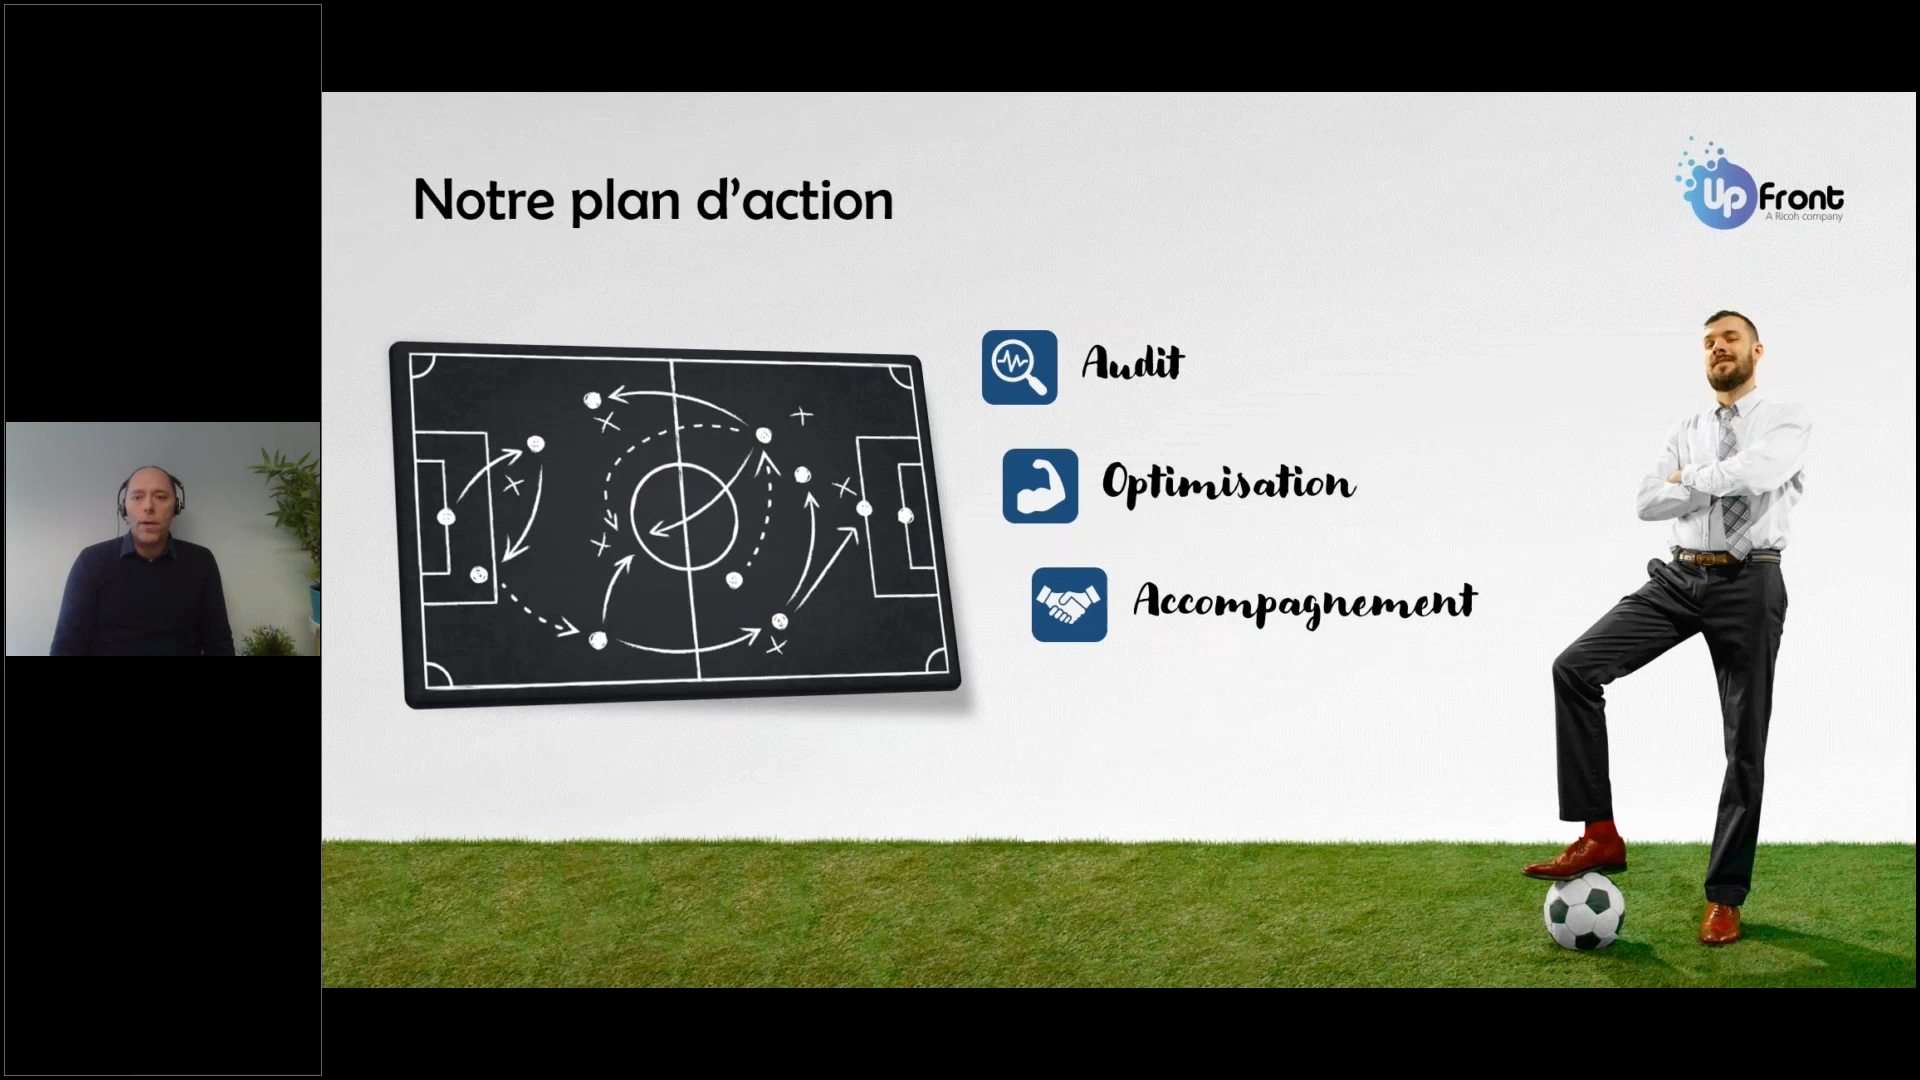 Notre plan d’action
Up Front
A Ricoh company
Audit
Optimisation
Accompagnement